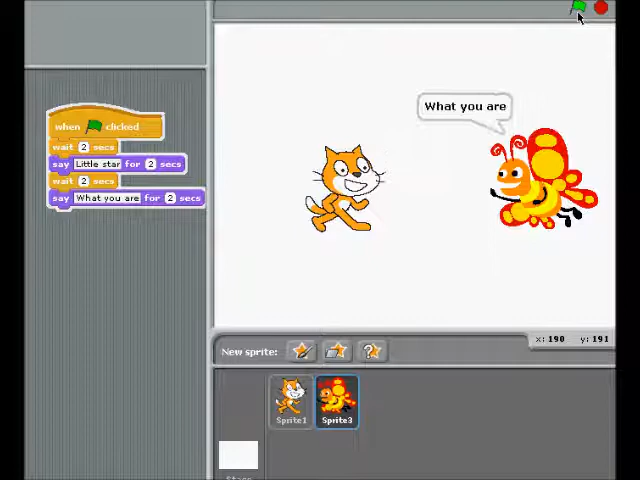 when clicked
wait 2 secs
say Little star for 2 secs
wait 2 secs
say What you are for 2 secs
What you are
x: 190 y: 191
New sprite:
Sprite1
Sprite3
Stage